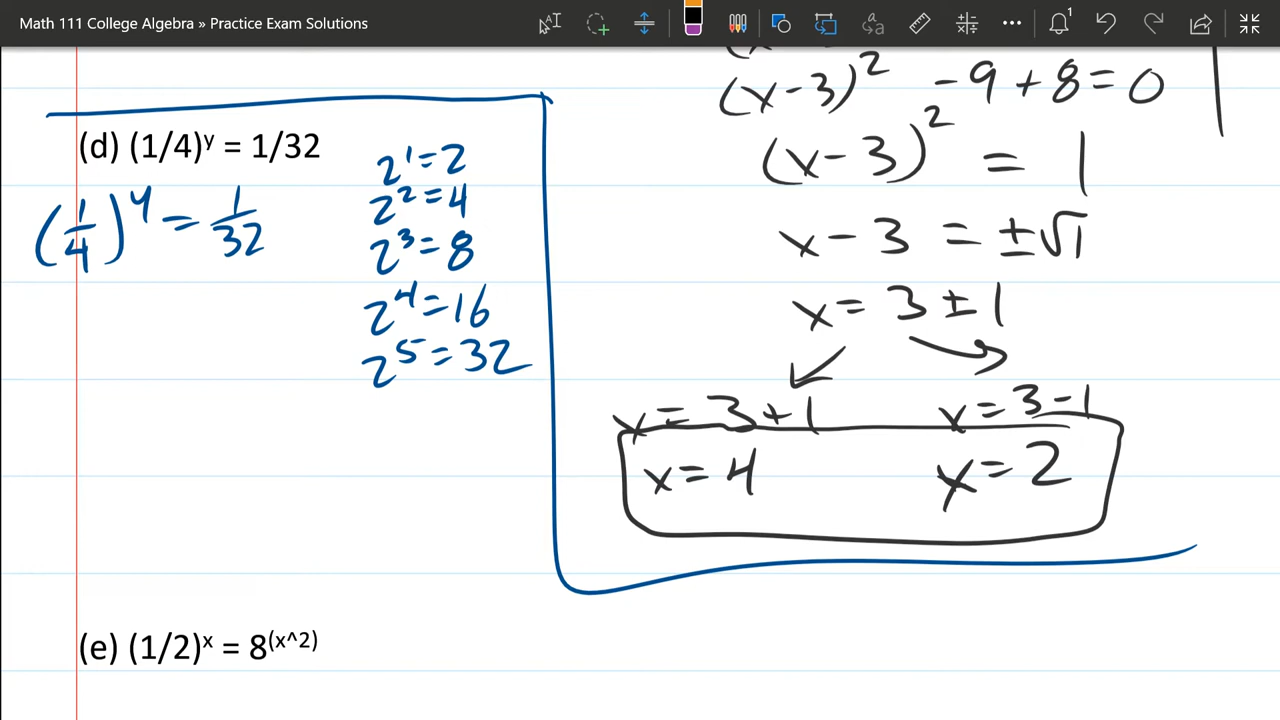 Math 111 College Algebra » Practice Exam Solutions
(x-3)² -9+8=0
(x-3)² = 1
x-3 = ±√1
x= 3±1
x= 3+1 x=3-1
x=4 x=2
(d) (1/4)ʸ = 1/32
(1/4)ʸ = 1/32
2¹=2
2²=4
2³=8
2⁴=16
2⁵=32
(e) (1/2)ˣ = 8^(x^2)